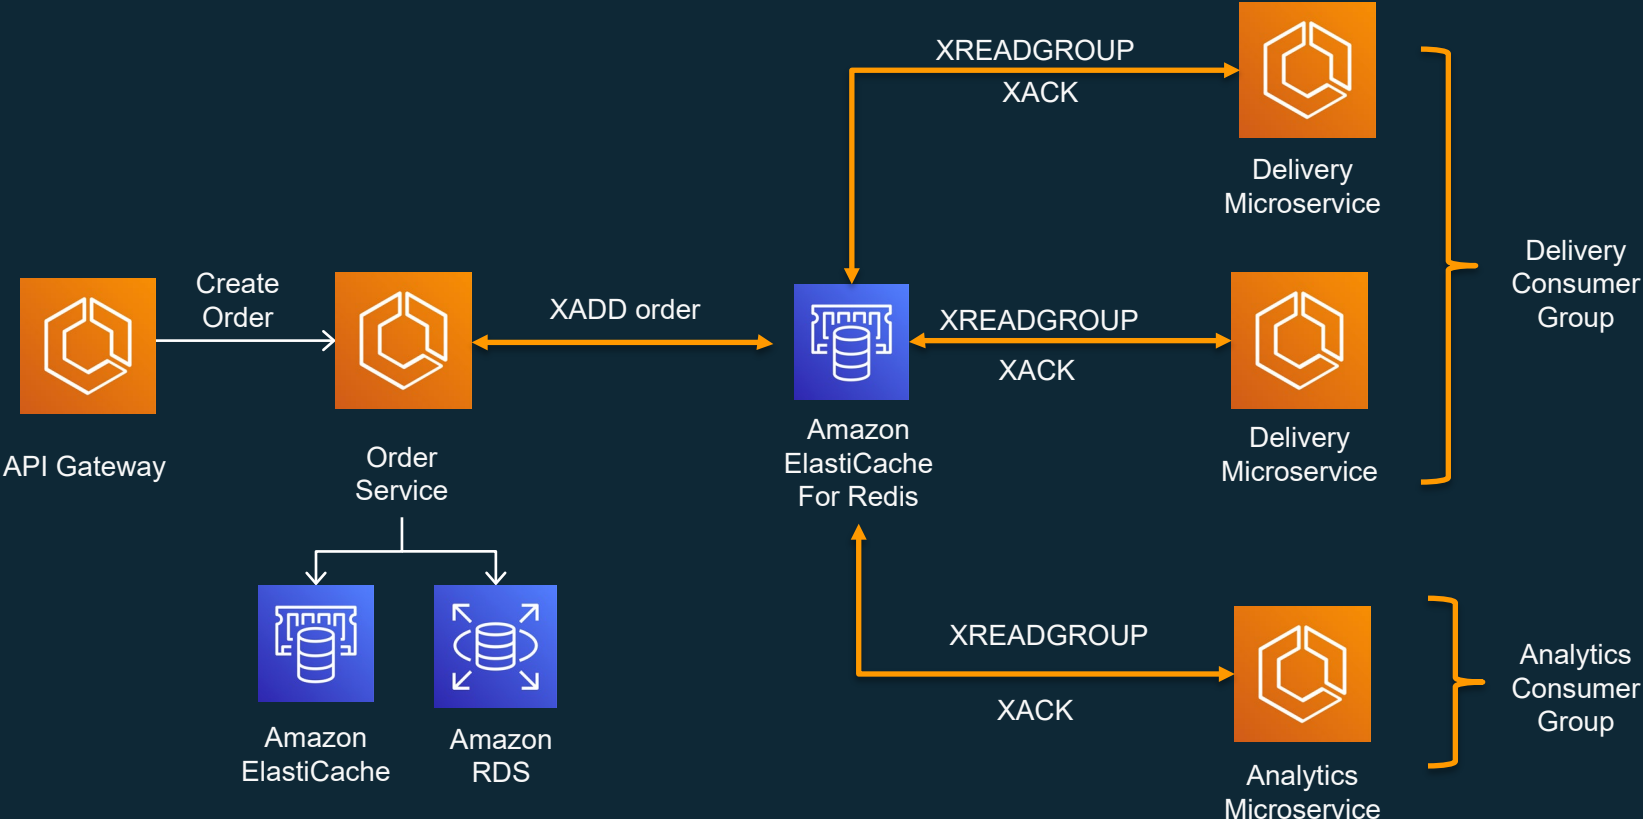 XREADGROUP
XACK
Delivery
Microservice
Delivery
Consumer
Group
Create
Order
XADD order
XREADGROUP
XACK
API Gateway
Order
Service
Amazon
ElastiCache
For Redis
Delivery
Microservice
XREADGROUP
XACK
Analytics
Consumer
Group
Amazon
ElastiCache
Amazon
RDS
Analytics
Microservice